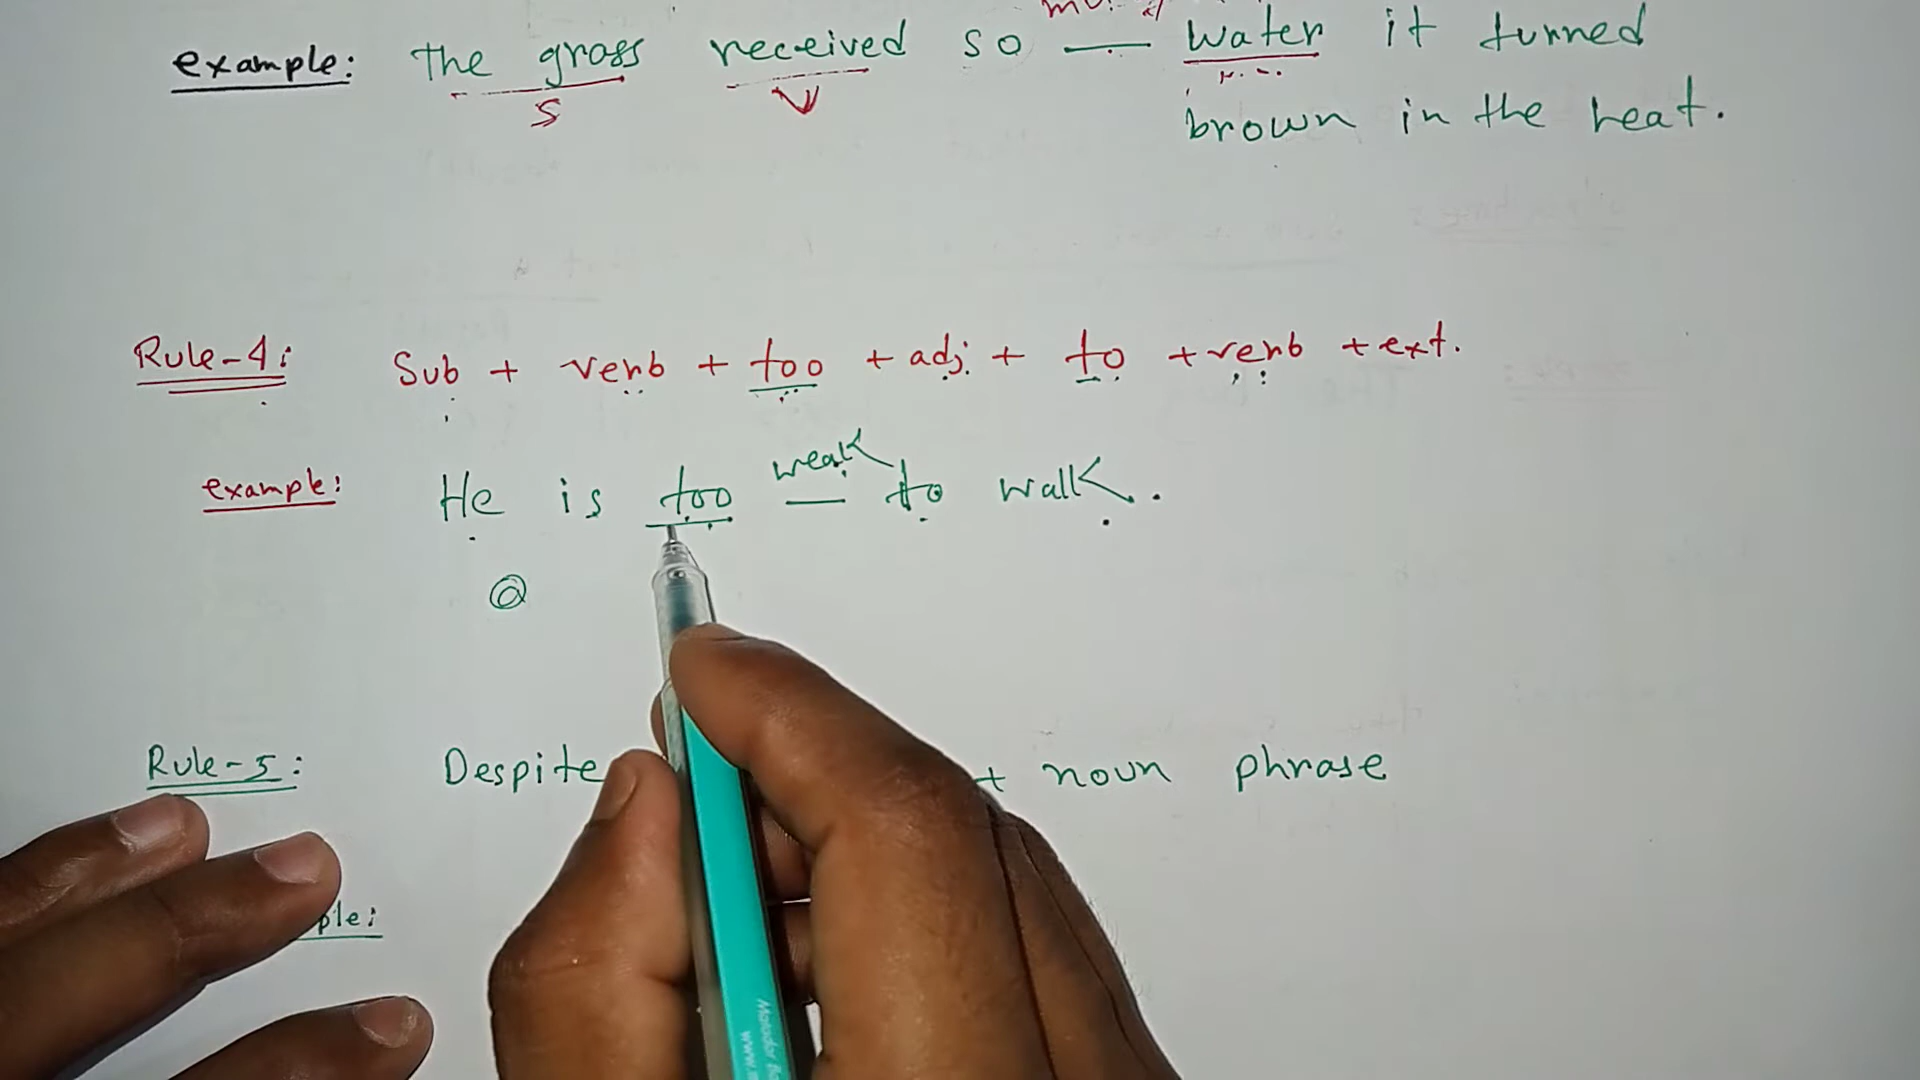 example: The gross received so — water it turned
brown in the heat.
Rule-4: Sub + verb + too + adj + to + verb + ext.
weak
example: He is too — to walk.
@
Rule-5: Despite + noun phrase
ple: